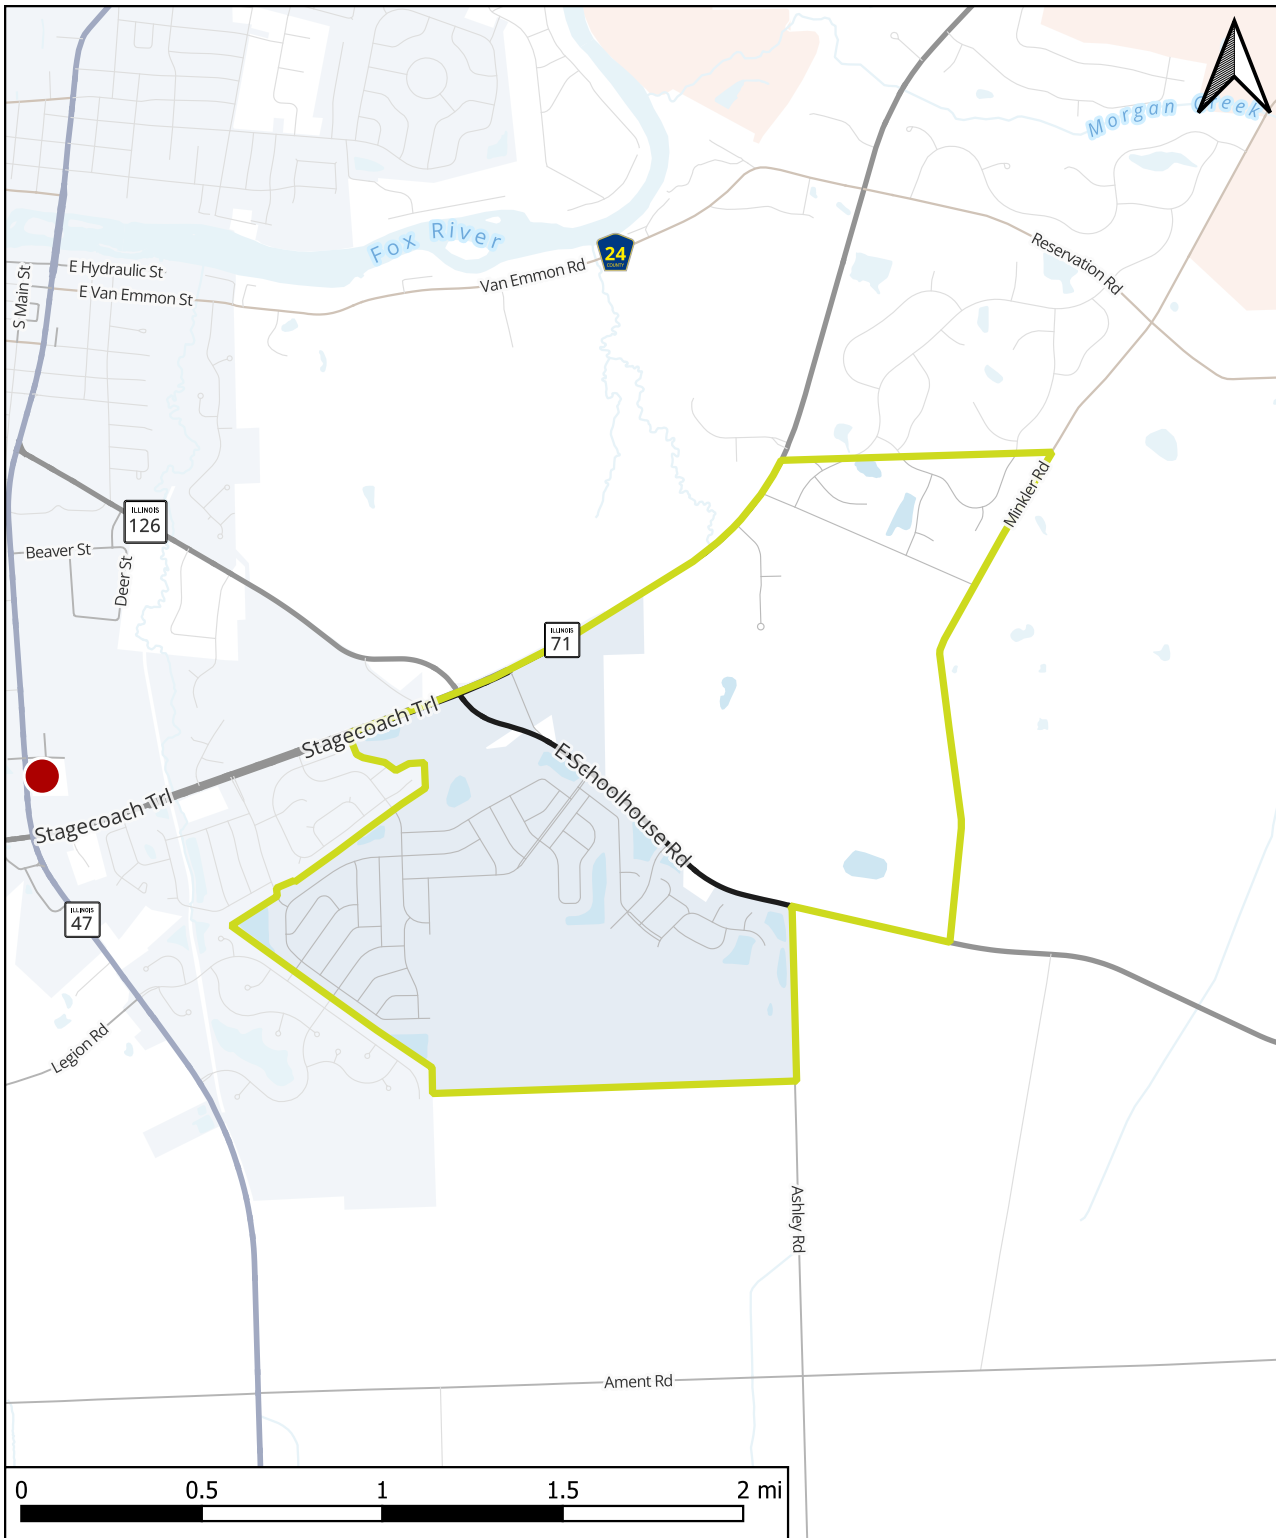 Morgan Creek
Fox River
24
COUNTY
Reservation Rd
E Hydraulic St
Van Emmon Rd
E Van Emmon St
S Main St
Minkler Rd
ILLINOIS
126
Beaver St
Deer St
ILLINOIS
71
Stagecoach Trl
E Schoolhouse Rd
Stagecoach Trl
ILLINOIS
47
Legion Rd
Ashley Rd
Ament Rd
0 0.5 1 1.5 2 mi